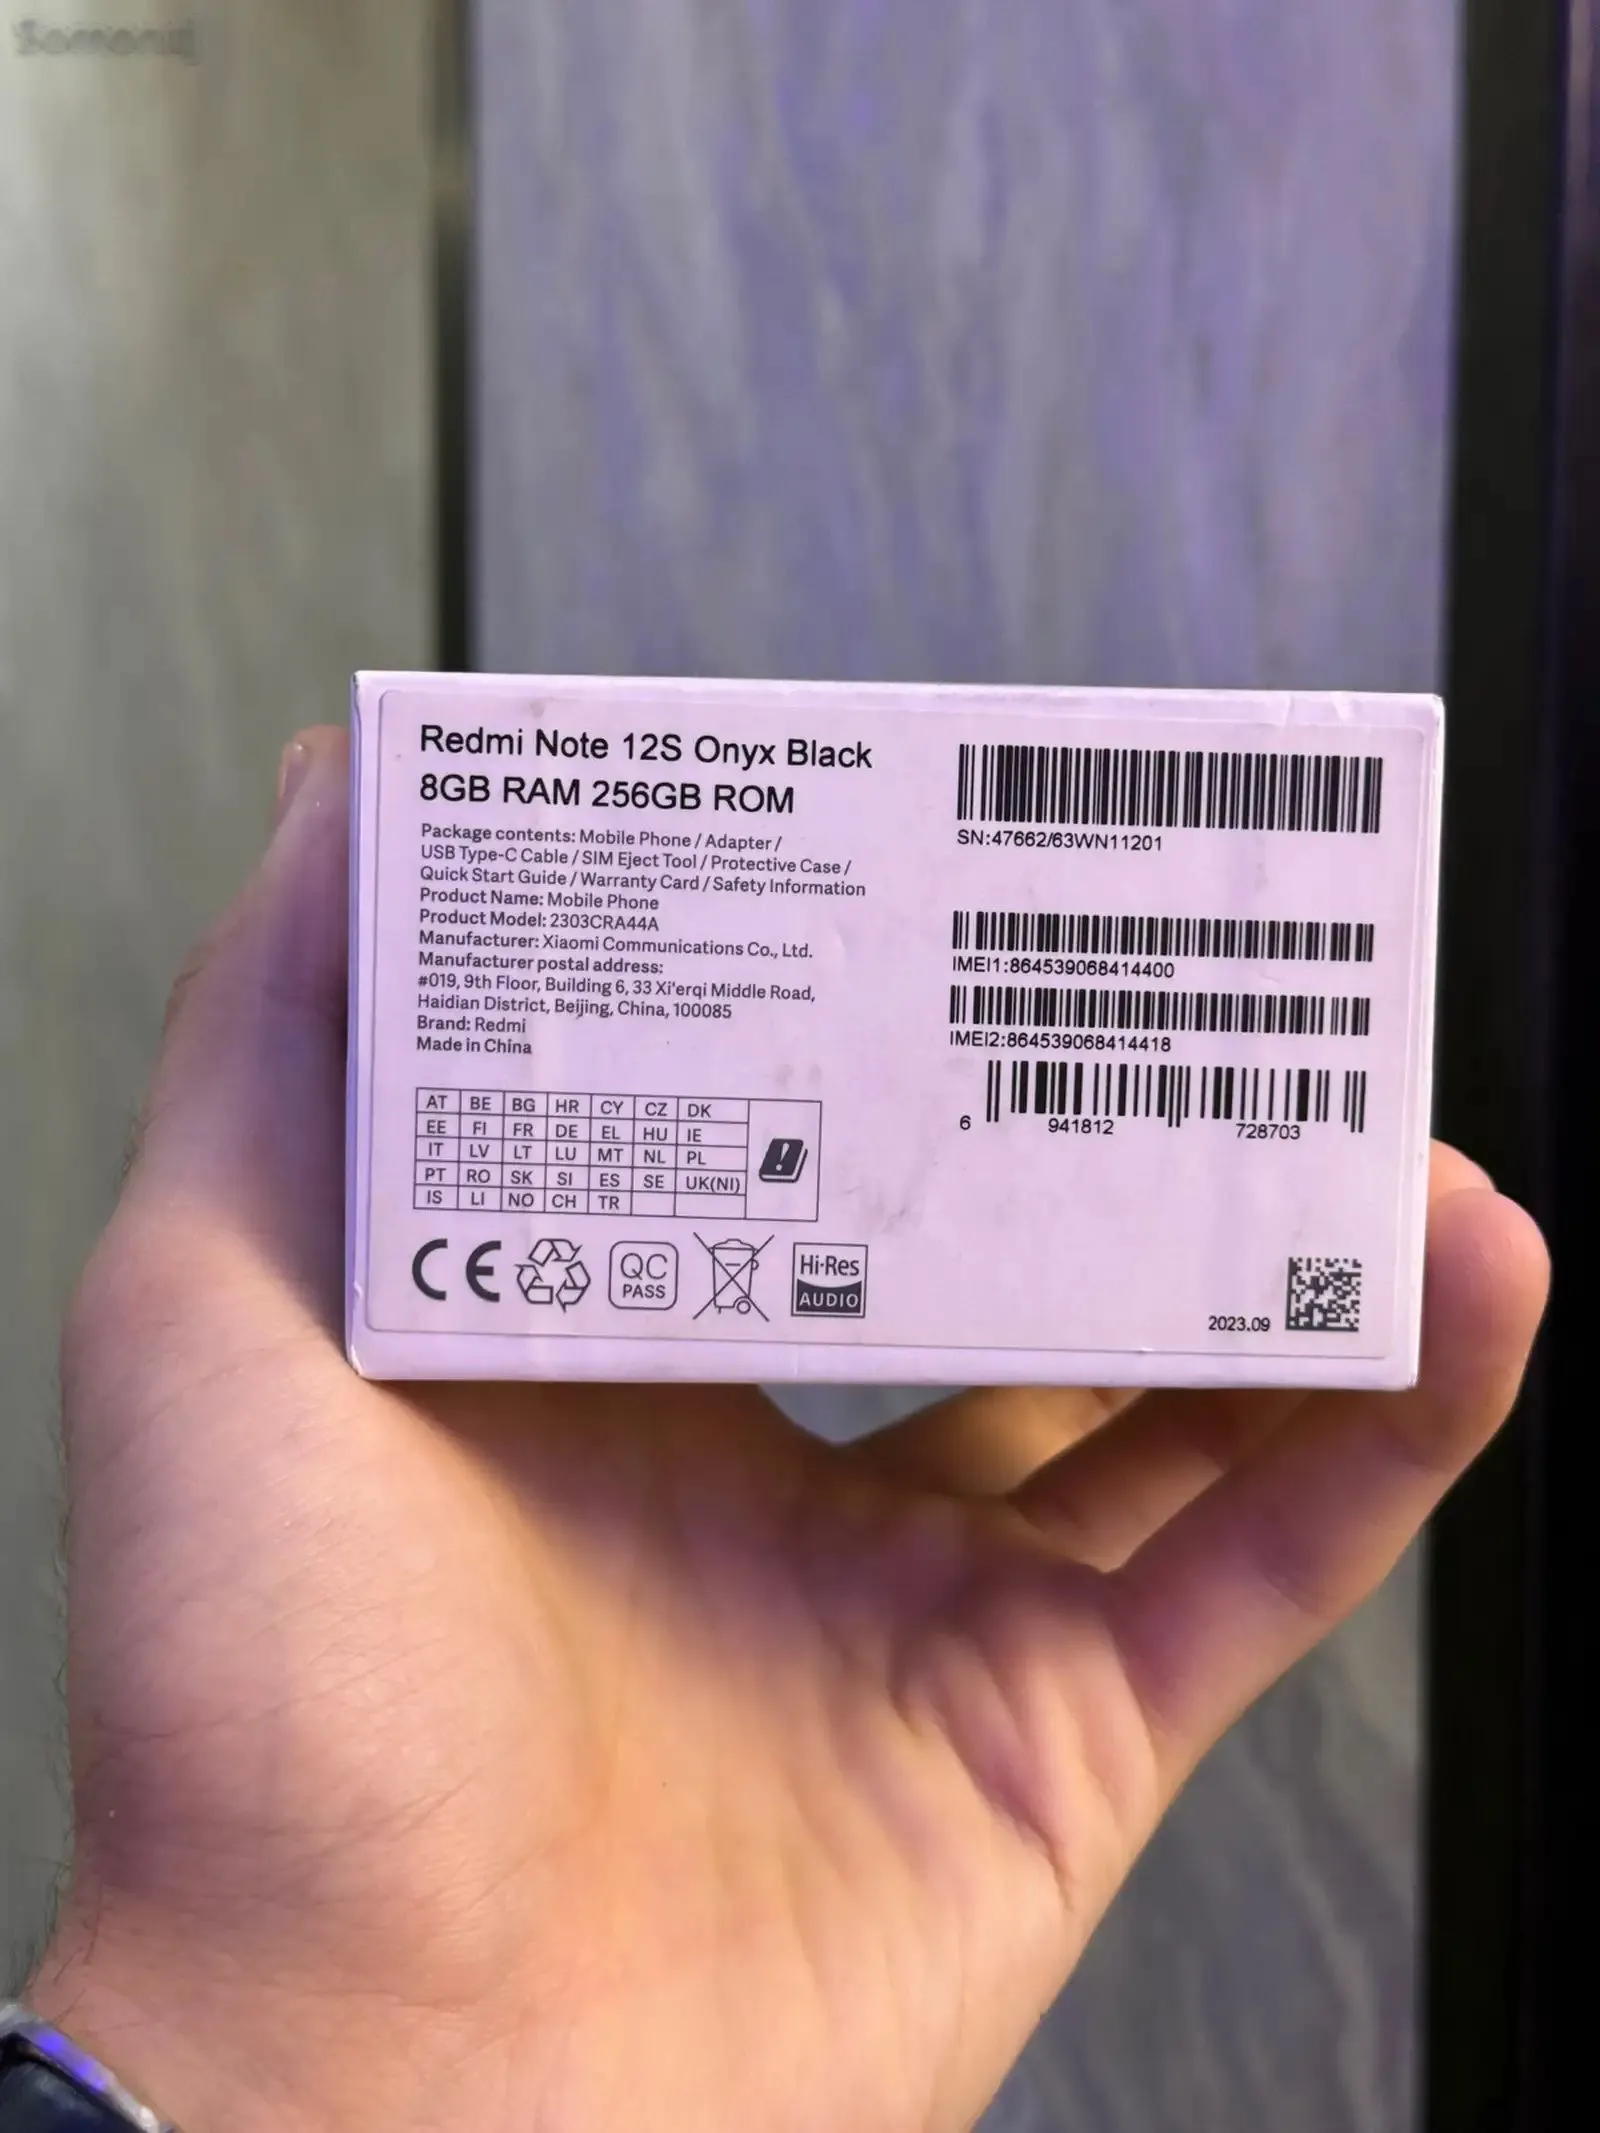 Redmi Note 12S Onyx Black
8GB RAM 256GB ROM
Package contents: Mobile Phone / Adapter /
USB Type-C Cable / SIM Eject Tool / Protective Case /
Quick Start Guide / Warranty Card / Safety Information
Product Name: Mobile Phone
Product Model: 2303CRA44A
Manufacturer: Xiaomi Communications Co., Ltd.
Manufacturer postal address:
#019, 9th Floor, Building 6, 33 Xi'erqi Middle Road,
Haidian District, Beijing, China, 100085
Brand: Redmi
Made in China
AT BE BG HR CY CZ DK
EE FI FR DE EL HU IE
IT LV LT LU MT NL PL
PT RO SK SI ES SE UK(NI)
IS LI NO CH TR
CE
QC
PASS
Hi-Res
AUDIO
SN:47662/63WN11201
IMEI1:864539068414400
IMEI2:864539068414418
6 941812 728703
2023.09